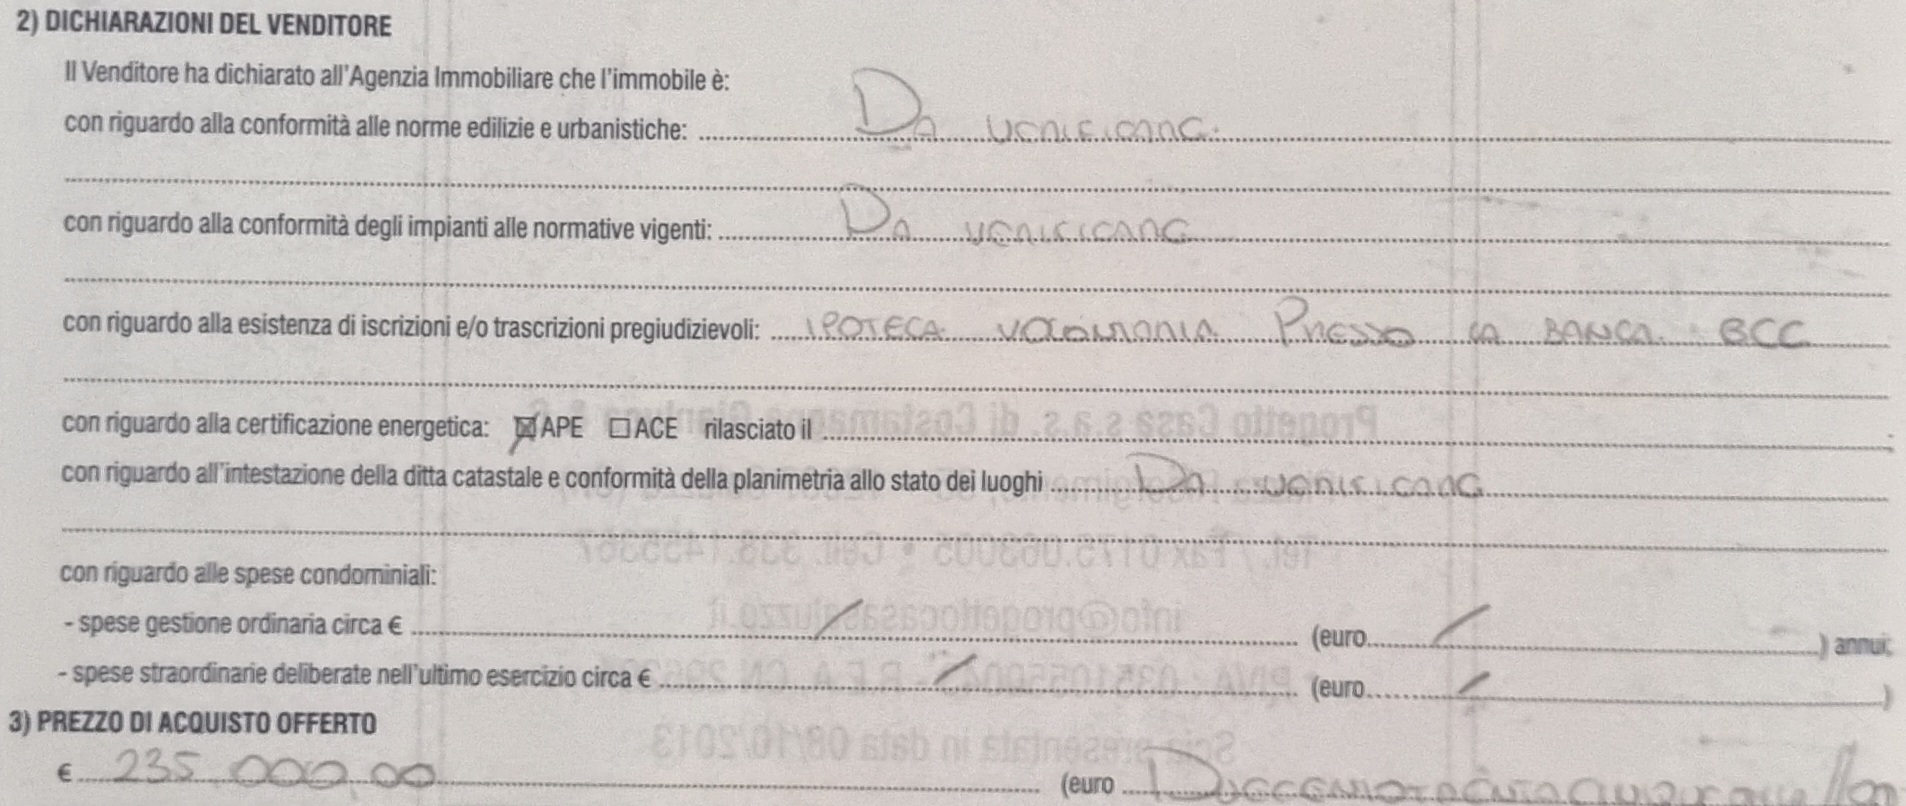 2) DICHIARAZIONI DEL VENDITORE
Il Venditore ha dichiarato all'Agenzia Immobiliare che l'immobile è:
con riguardo alla conformità alle norme edilizie e urbanistiche: DA VERIFICARE
con riguardo alla conformità degli impianti alle normative vigenti: DA VERIFICARE
con riguardo alla esistenza di iscrizioni e/o trascrizioni pregiudizievoli: IPOTECA VOLONTARIA PRESSO LA BANCA BCC
con riguardo alla certificazione energetica: ☒ APE ☐ ACE rilasciato il
con riguardo all'intestazione della ditta catastale e conformità della planimetria allo stato dei luoghi DA VERIFICARE
con riguardo alle spese condominiali:
- spese gestione ordinaria circa € / (euro / ) annui;
- spese straordinarie deliberate nell'ultimo esercizio circa € / (euro / )
3) PREZZO DI ACQUISTO OFFERTO
€ 235.000,00 (euro